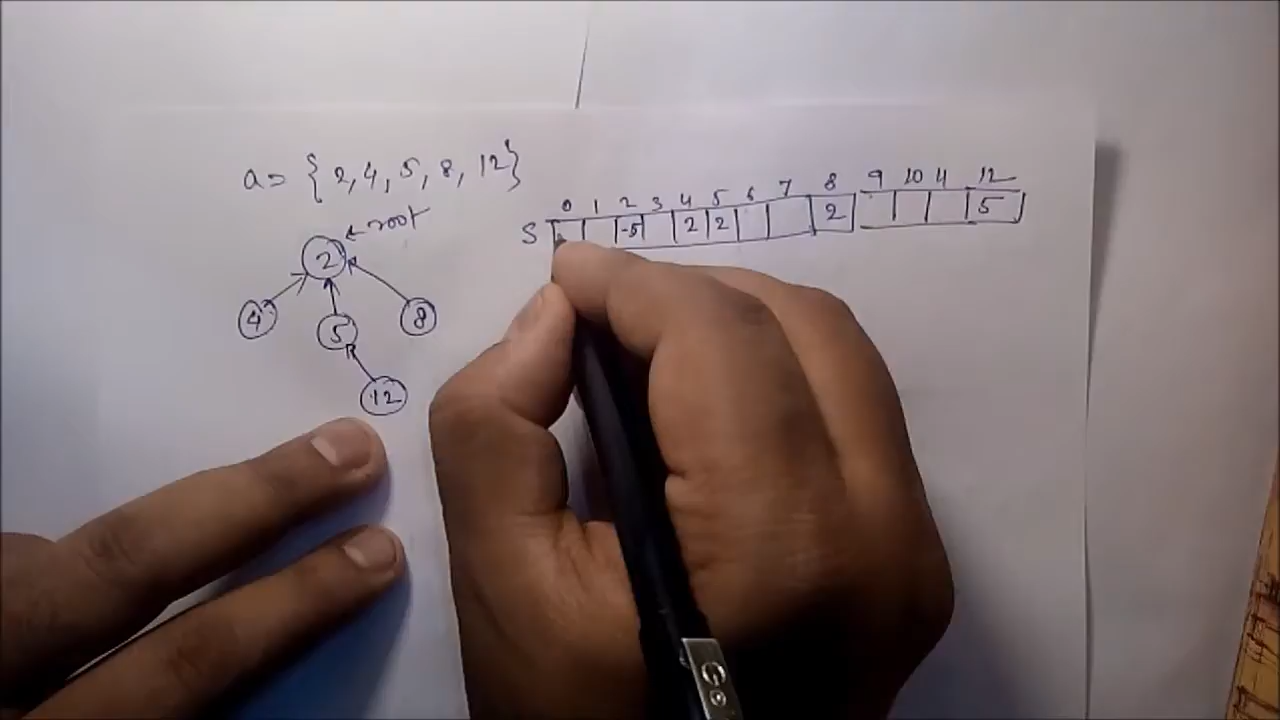 a = { 2, 4, 5, 8, 12 }
← root
2
4 5 8
12
0 1 2 3 4 5 6 7 8 9 10 4 12
S -5 2 2 2 5
Go